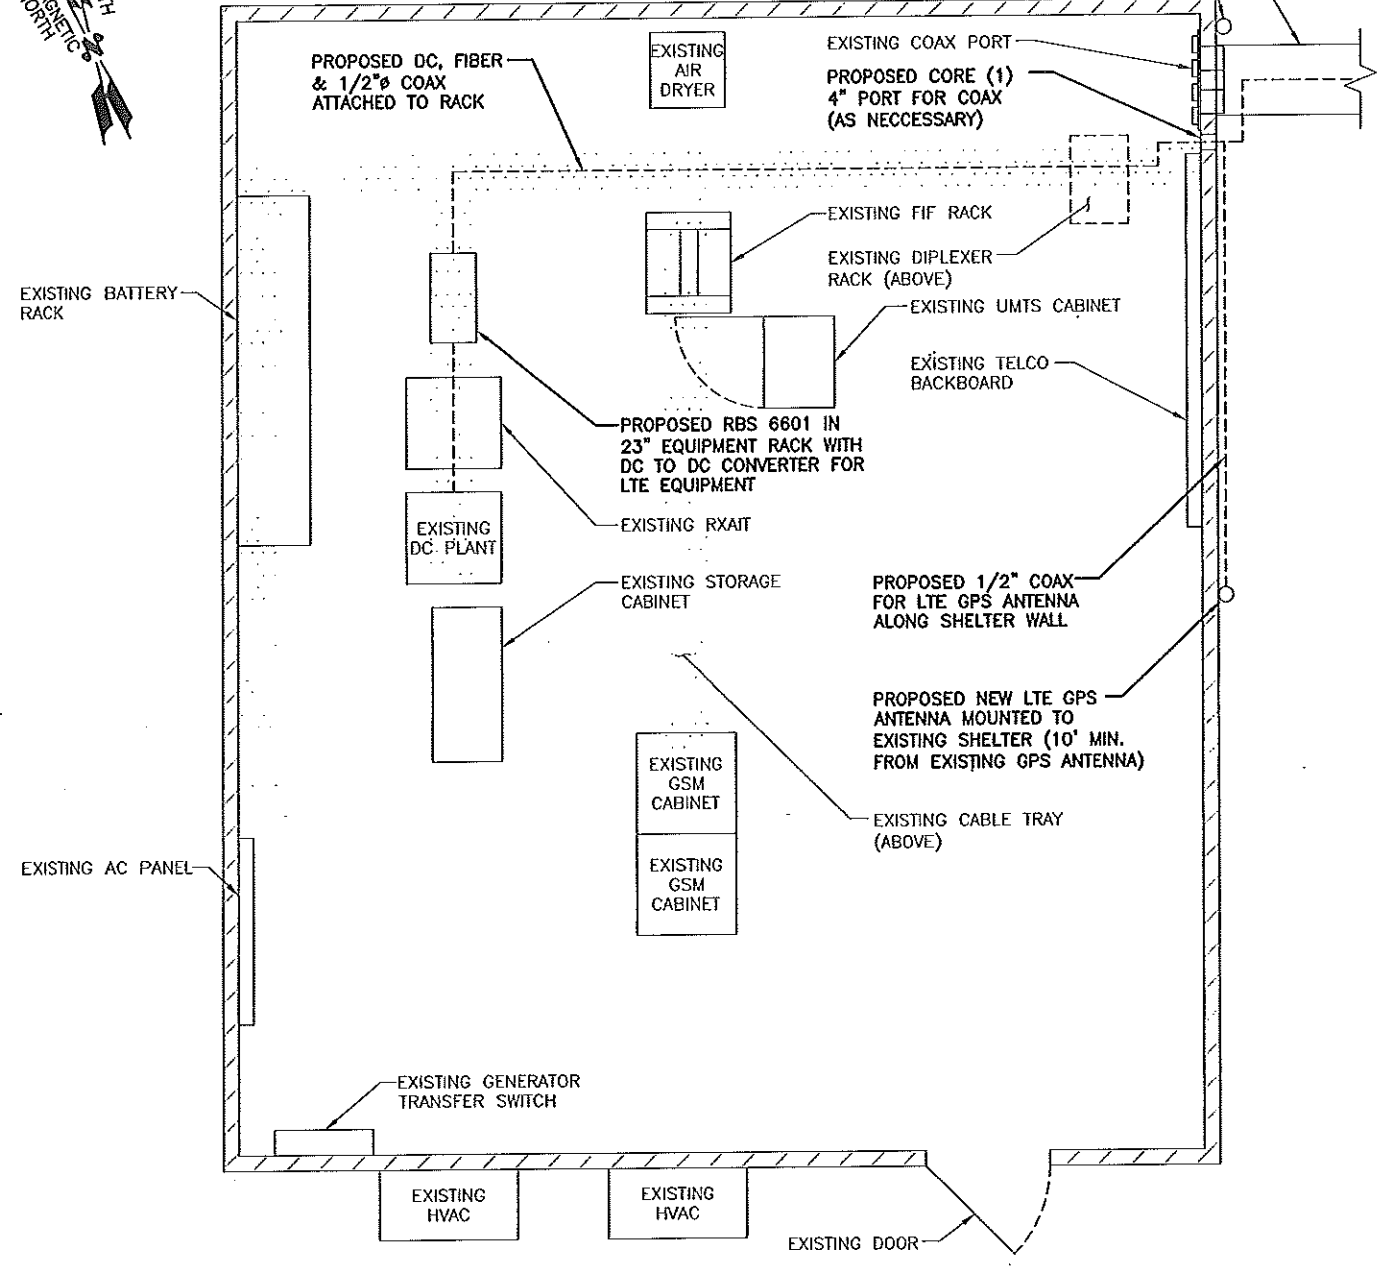 MAGNETIC
NORTH
PROPOSED DC, FIBER
& 1/2"ø COAX
ATTACHED TO RACK
EXISTING
AIR
DRYER
EXISTING COAX PORT
PROPOSED CORE (1)
4" PORT FOR COAX
(AS NECCESSARY)
EXISTING FIF RACK
EXISTING DIPLEXER
RACK (ABOVE)
EXISTING BATTERY
RACK
EXISTING UMTS CABINET
EXISTING TELCO
BACKBOARD
PROPOSED RBS 6601 IN
23" EQUIPMENT RACK WITH
DC TO DC CONVERTER FOR
LTE EQUIPMENT
EXISTING RXAIT
EXISTING
DC PLANT
EXISTING STORAGE
CABINET
PROPOSED 1/2" COAX
FOR LTE GPS ANTENNA
ALONG SHELTER WALL
PROPOSED NEW LTE GPS
ANTENNA MOUNTED TO
EXISTING SHELTER (10' MIN.
FROM EXISTING GPS ANTENNA)
EXISTING
GSM
CABINET
EXISTING CABLE TRAY
(ABOVE)
EXISTING
GSM
CABINET
EXISTING AC PANEL
EXISTING GENERATOR
TRANSFER SWITCH
EXISTING
HVAC
EXISTING
HVAC
EXISTING DOOR